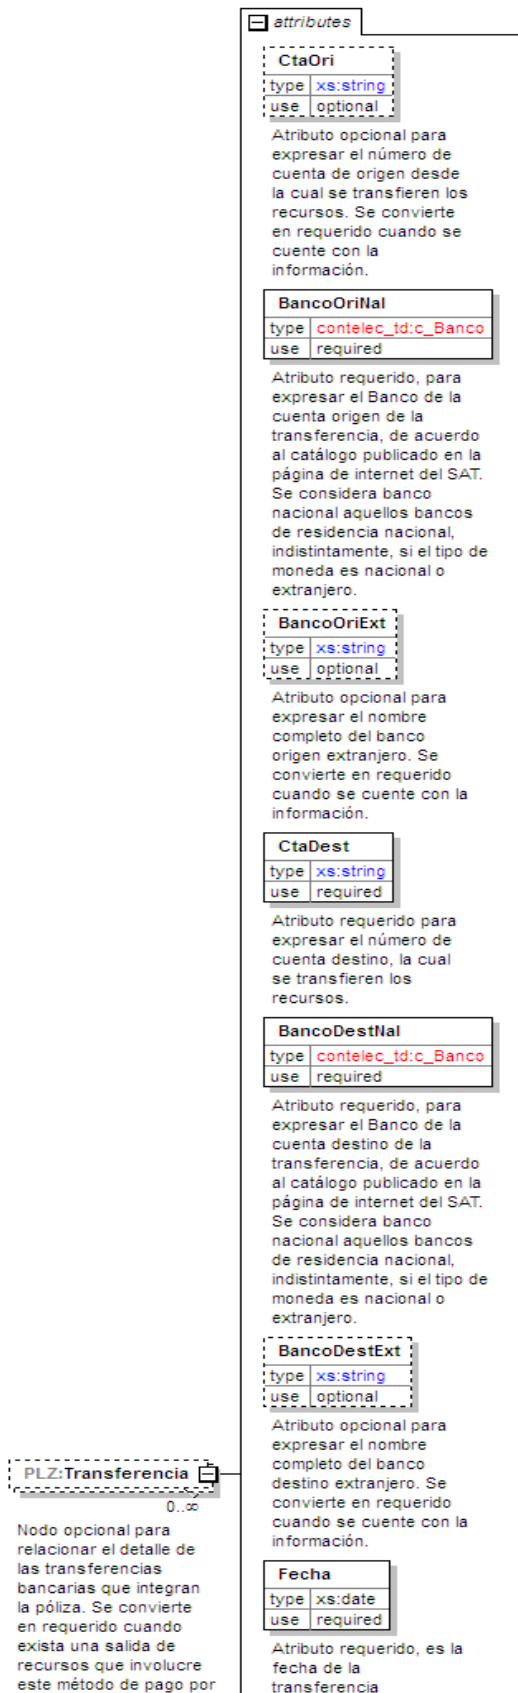 attributes
CtaOri
type xs:string
use optional
Atributo opcional para
expresar el número de
cuenta de origen desde
la cual se transfieren los
recursos. Se convierte
en requerido cuando se
cuente con la
información.
BancoOriNal
type contelec_td:c_Banco
use required
Atributo requerido, para
expresar el Banco de la
cuenta origen de la
transferencia, de acuerdo
al catálogo publicado en la
página de internet del SAT.
Se considera banco
nacional aquellos bancos
de residencia nacional,
indistintamente, si el tipo de
moneda es nacional o
extranjero.
BancoOriExt
type xs:string
use optional
Atributo opcional para
expresar el nombre
completo del banco
origen extranjero. Se
convierte en requerido
cuando se cuente con la
información.
CtaDest
type xs:string
use required
Atributo requerido para
expresar el número de
cuenta destino, la cual
se transfieren los
recursos.
BancoDestNal
type contelec_td:c_Banco
use required
Atributo requerido, para
expresar el Banco de la
cuenta destino de la
transferencia, de acuerdo
al catálogo publicado en la
página de internet del SAT.
Se considera banco
nacional aquellos bancos
de residencia nacional,
indistintamente, si el tipo de
moneda es nacional o
extranjero.
BancoDestExt
type xs:string
use optional
Atributo opcional para
expresar el nombre
completo del banco
destino extranjero. Se
convierte en requerido
cuando se cuente con la
información.
Fecha
type xs:date
use required
Atributo requerido, es la
fecha de la
transferencia
PLZ:Transferencia
0..∞
Nodo opcional para
relacionar el detalle de
las transferencias
bancarias que integran
la póliza. Se convierte
en requerido cuando
exista una salida de
recursos que involucre
este método de pago por